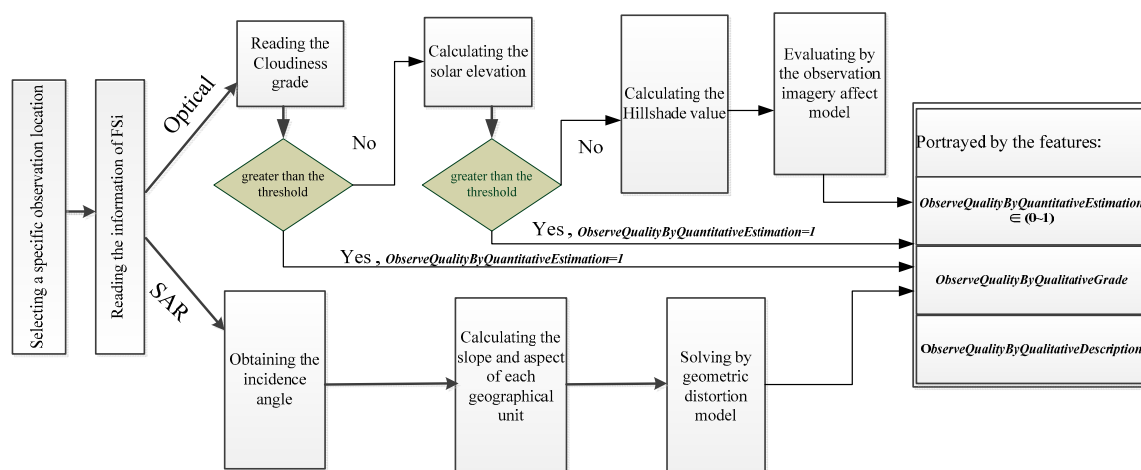 Selecting a specific observation location
Reading the information of FSi
Optical
SAR
Reading the
Cloudiness
grade
greater than the
threshold
No
Calculating the
solar elevation
greater than the
threshold
No
Calculating the
Hillshade value
Evaluating by
the observation
imagery affect
model
Yes , ObserveQualityByQuantitativeEstimation=1
Yes , ObserveQualityByQuantitativeEstimation=1
Obtaining the
incidence
angle
Calculating the
slope and aspect
of each
geographical
unit
Solving by
geometric
distortion
model
Portrayed by the features:
ObserveQualityByQuantitativeEstimation
∈ (0~1)
ObserveQualityByQualitativeGrade
ObserveQualityByQualitativeDescription